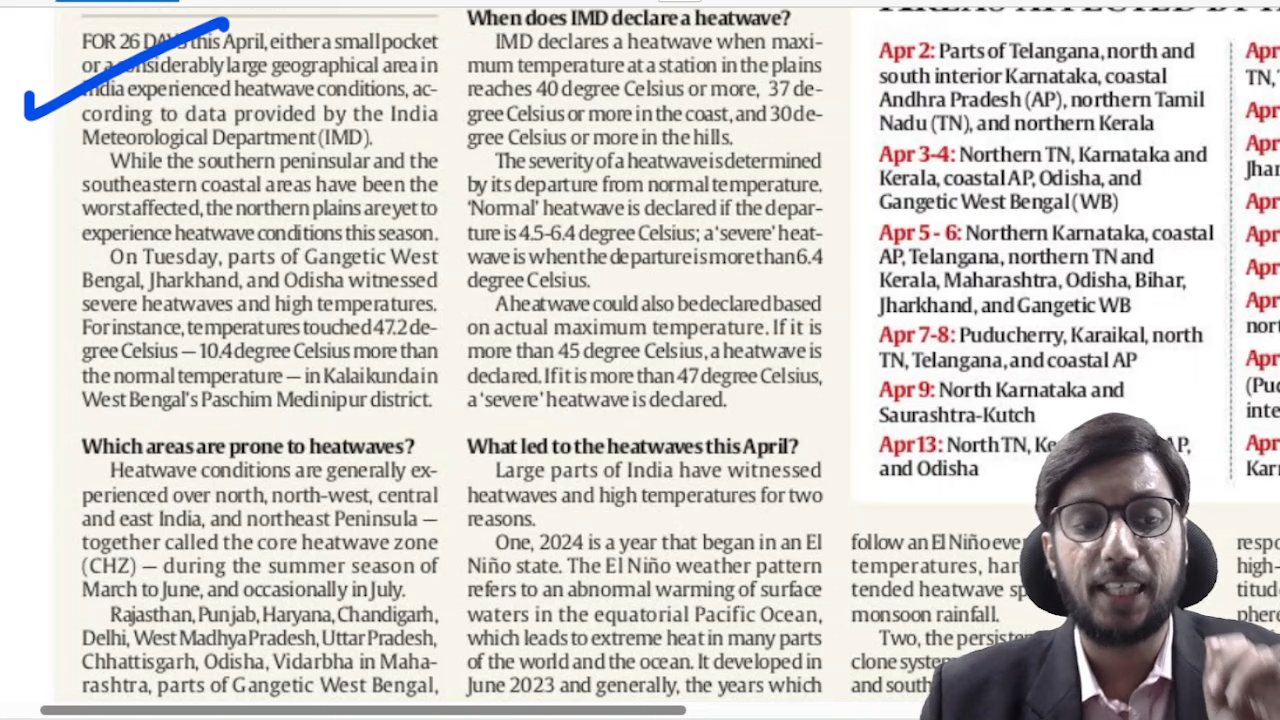 FOR 26 DAYS this April, either a small pocket
or a considerably large geographical area in
India experienced heatwave conditions, ac-
cording to data provided by the India
Meteorological Department (IMD).
While the southern peninsular and the
southeastern coastal areas have been the
worst affected, the northern plains are yet to
experience heatwave conditions this season.
On Tuesday, parts of Gangetic West
Bengal, Jharkhand, and Odisha witnessed
severe heatwaves and high temperatures.
For instance, temperatures touched 47.2 de-
gree Celsius — 10.4 degree Celsius more than
the normal temperature — in Kalaikunda in
West Bengal's Paschim Medinipur district.
Which areas are prone to heatwaves?
Heatwave conditions are generally ex-
perienced over north, north-west, central
and east India, and northeast Peninsula —
together called the core heatwave zone
(CHZ) — during the summer season of
March to June, and occasionally in July.
Rajasthan, Punjab, Haryana, Chandigarh,
Delhi, West Madhya Pradesh, Uttar Pradesh,
Chhattisgarh, Odisha, Vidarbha in Maha-
rashtra, parts of Gangetic West Bengal,
When does IMD declare a heatwave?
IMD declares a heatwave when maxi-
mum temperature at a station in the plains
reaches 40 degree Celsius or more, 37 de-
gree Celsius or more in the coast, and 30 de-
gree Celsius or more in the hills.
The severity of a heatwave is determined
by its departure from normal temperature.
'Normal' heatwave is declared if the depar-
ture is 4.5-6.4 degree Celsius; a 'severe' heat-
wave is when the departure is more than 6.4
degree Celsius.
A heatwave could also be declared based
on actual maximum temperature. If it is
more than 45 degree Celsius, a heatwave is
declared. If it is more than 47 degree Celsius,
a 'severe' heatwave is declared.
What led to the heatwaves this April?
Large parts of India have witnessed
heatwaves and high temperatures for two
reasons.
One, 2024 is a year that began in an El
Niño state. The El Niño weather pattern
refers to an abnormal warming of surface
waters in the equatorial Pacific Ocean,
which leads to extreme heat in many parts
of the world and the ocean. It developed in
June 2023 and generally, the years which
Apr 2: Parts of Telangana, north and
south interior Karnataka, coastal
Andhra Pradesh (AP), northern Tamil
Nadu (TN), and northern Kerala
Apr 3-4: Northern TN, Karnataka and
Kerala, coastal AP, Odisha, and
Gangetic West Bengal (WB)
Apr 5 - 6: Northern Karnataka, coastal
AP, Telangana, northern TN and
Kerala, Maharashtra, Odisha, Bihar,
Jharkhand, and Gangetic WB
Apr 7-8: Puducherry, Karaikal, north
TN, Telangana, and coastal AP
Apr 9: North Karnataka and
Saurashtra-Kutch
Apr 13: North TN, AP,
and Odisha
follow an El Niño
temperatures,
tended heatwave
monsoon rainfall.
Two, the
clone
and
Apr
TN,
Apr
Apr
Apr
Apr
Apr
Apr
Apr
Apr